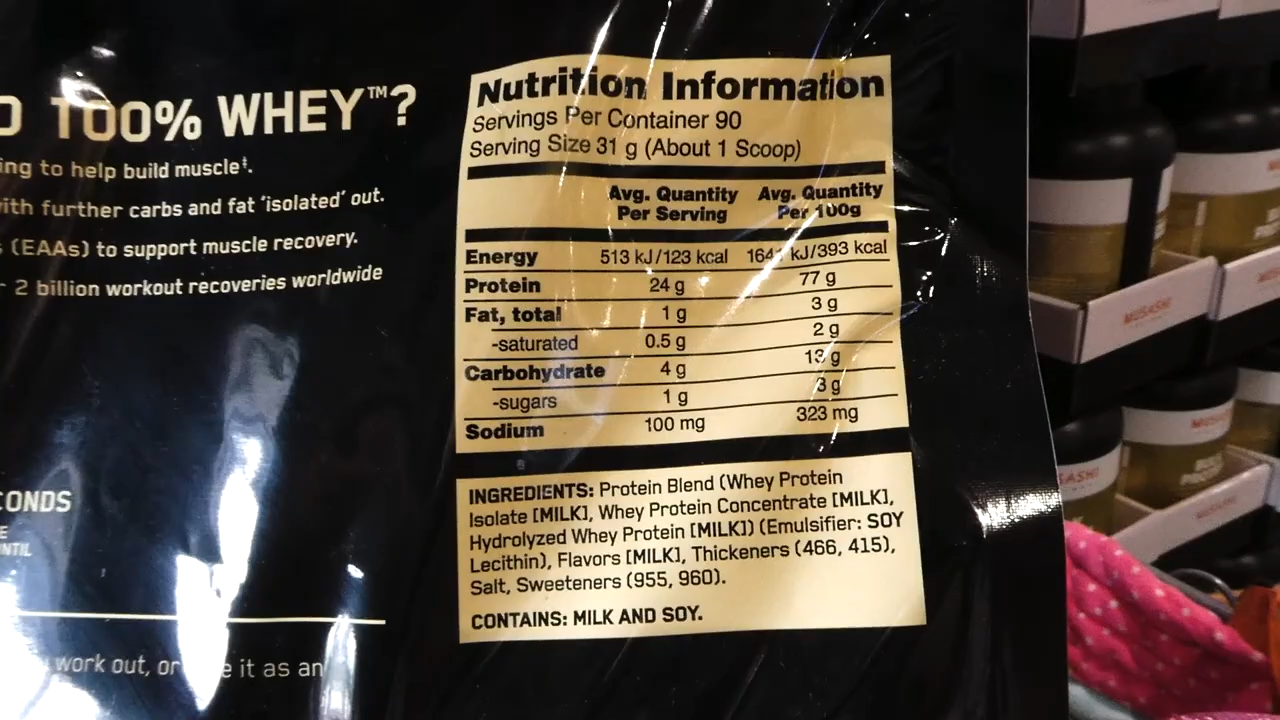 100% WHEY™?
ing to help build muscle‡.
with further carbs and fat 'isolated' out.
(EAAs) to support muscle recovery.
2 billion workout recoveries worldwide
CONDS
work out, or it as an
Nutrition Information
Servings Per Container 90
Serving Size 31 g (About 1 Scoop)
Avg. Quantity Per Serving Avg. Quantity Per 100g
Energy 513 kJ/123 kcal kJ/393 kcal
Protein 24 g 77 g
Fat, total 1 g 3 g
-saturated 0.5 g 2 g
Carbohydrate 4 g 13 g
-sugars 1 g 3 g
Sodium 100 mg 323 mg
INGREDIENTS: Protein Blend (Whey Protein
Isolate [MILK], Whey Protein Concentrate [MILK],
Hydrolyzed Whey Protein [MILK]) (Emulsifier: SOY
Lecithin), Flavors [MILK], Thickeners (466, 415),
Salt, Sweeteners (955, 960).
CONTAINS: MILK AND SOY.
MUSASHI